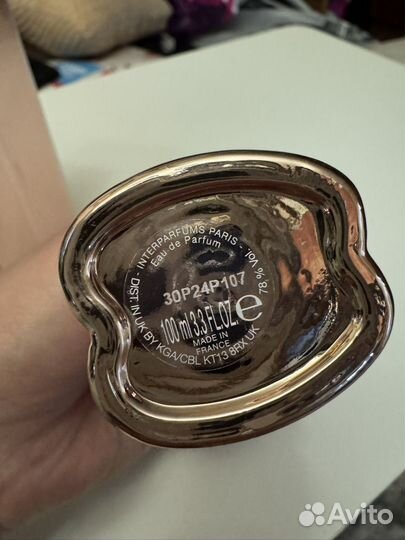 - INTERPARFUMS PARIS -
Eau de Parfum
30P24P107
100 ml 3.3 FL.OZ. e
MADE IN
FRANCE
DIST. IN UK BY KGA/CBL KT13 8RX UK
78 % Vol.
Avito